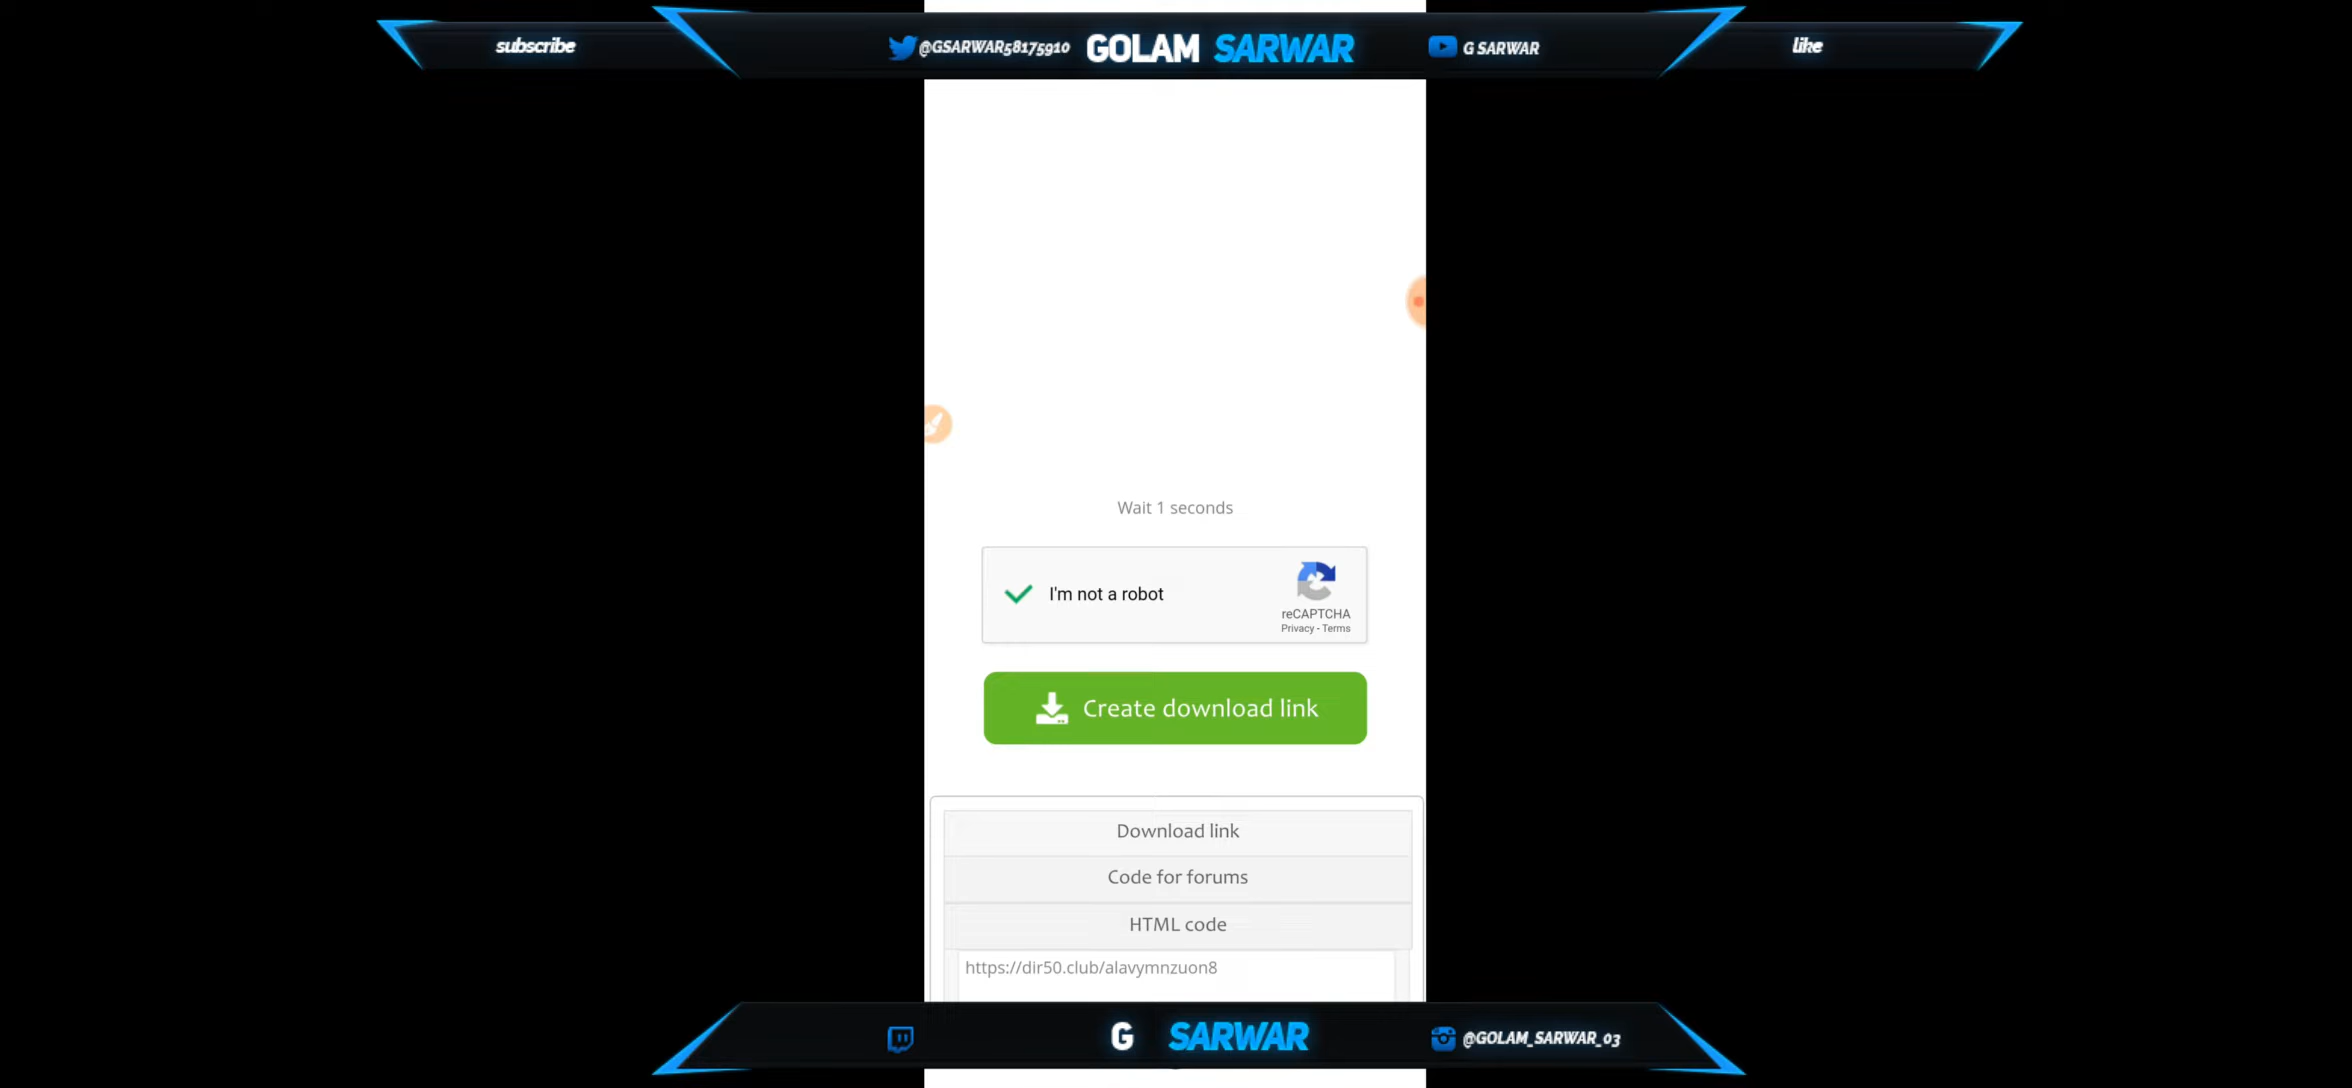 subscribe
@GSARWAR58175910
GOLAM SARWAR
G SARWAR
like
Wait 1 seconds
I'm not a robot
reCAPTCHA
Privacy - Terms
Create download link
Download link
Code for forums
HTML code
https://dir50.club/alavymnzuon8
G SARWAR
@GOLAM_SARWAR_03